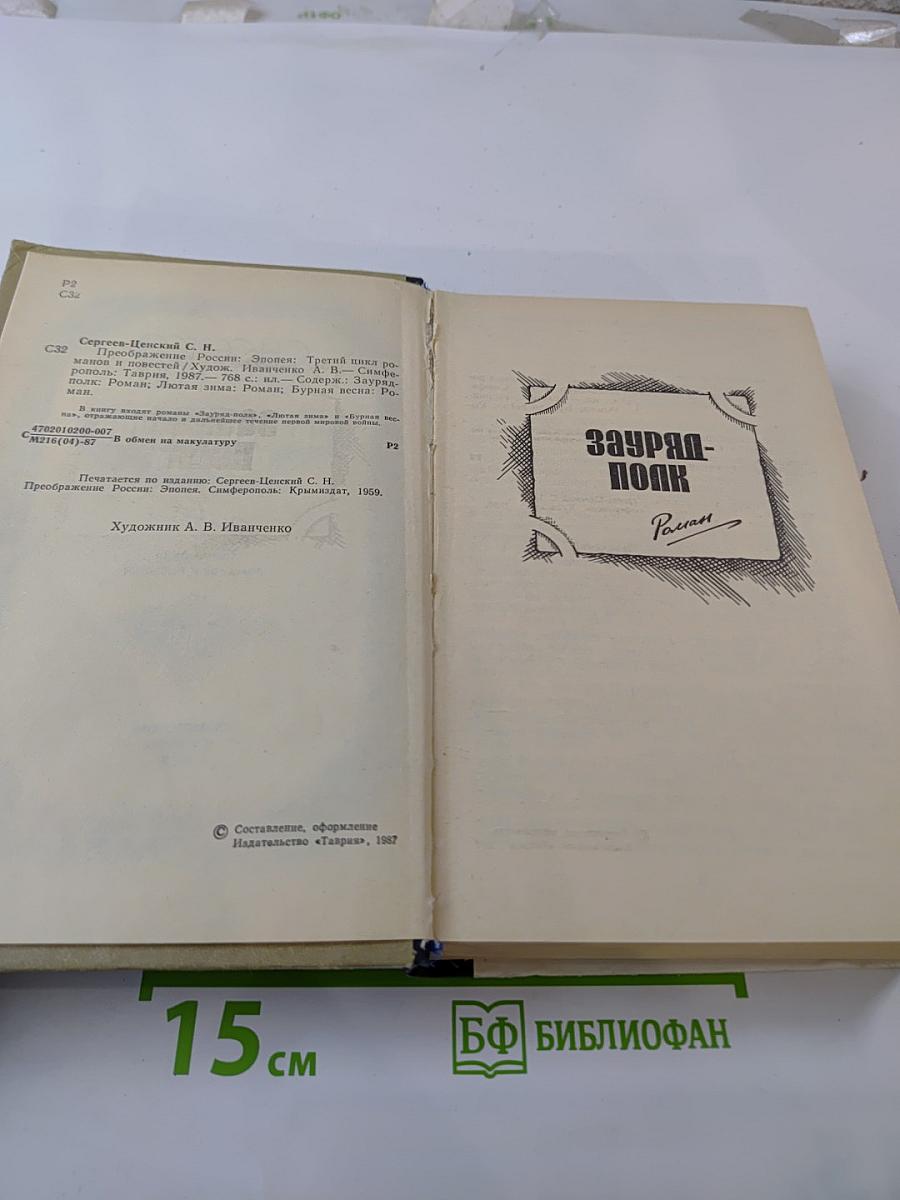 Р2
С32
Сергеев-Ценский С. Н.
С32 Преображение России: Эпопея: Третий цикл ро-
манов и повестей / Худож. Иванченко А. В.— Симфе-
рополь: Таврия, 1987.— 768 с.: ил.— Содерж.: Зауряд-
полк: Роман; Лютая зима: Роман; Бурная весна: Ро-
ман.
В книгу входят романы «Зауряд-полк», «Лютая зима» и «Бурная вес-
на», отражающие начало и дальнейшее течение первой мировой войны.
С 4702010200-007
М216(04)-87 В обмен на макулатуру Р2
Печатается по изданию: Сергеев-Ценский С. Н.
Преображение России: Эпопея. Симферополь: Крымиздат, 1959.
Художник А. В. Иванченко
© Составление, оформление
Издательство «Таврия», 1987
ЗАУРЯД-
ПОЛК
Роман
15 см
БФ БИБЛИОФАН